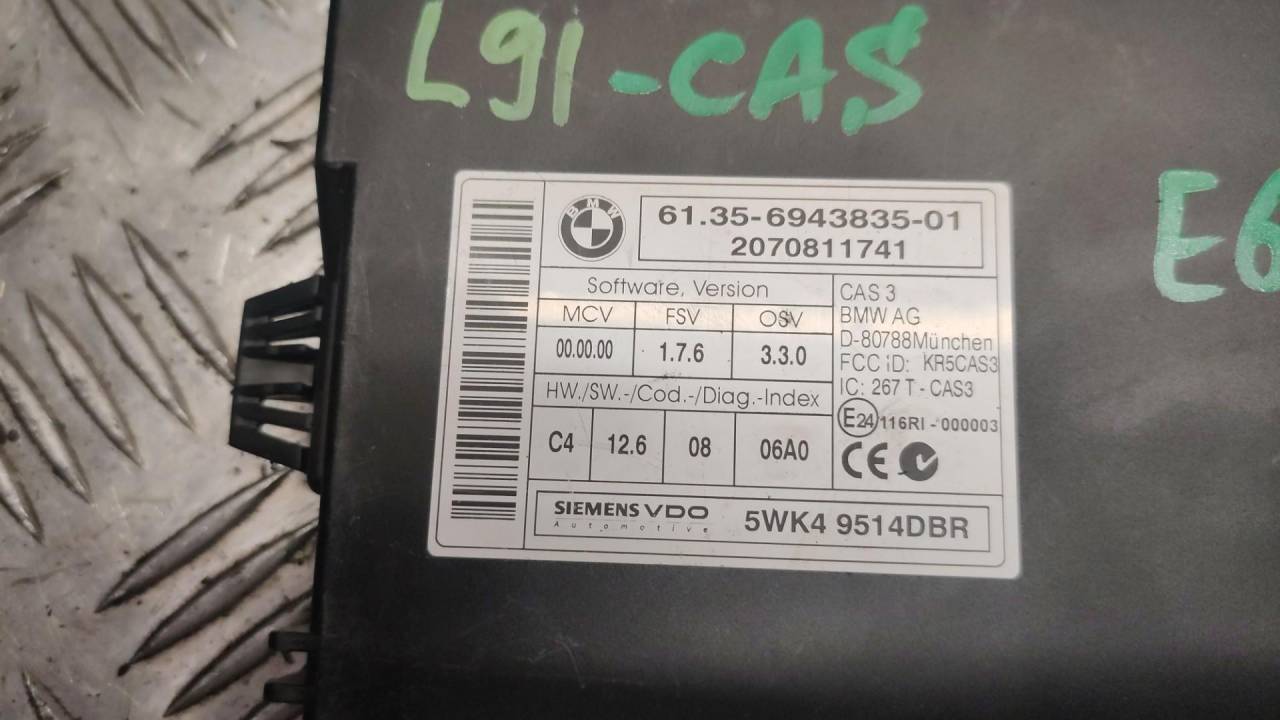 L91-CAS
E6
BMW
61.35-6943835-01
2070811741
Software, Version
MCV FSV OSV
00.00.00 1.7.6 3.3.0
HW./SW.-/Cod.-/Diag.-Index
C4 12.6 08 06A0
CAS 3
BMW AG
D-80788München
FCC iD: KR5CAS3
IC: 267 T - CAS3
E24 116RI - 000003
CE
SIEMENS VDO
Automotive
5WK4 9514DBR